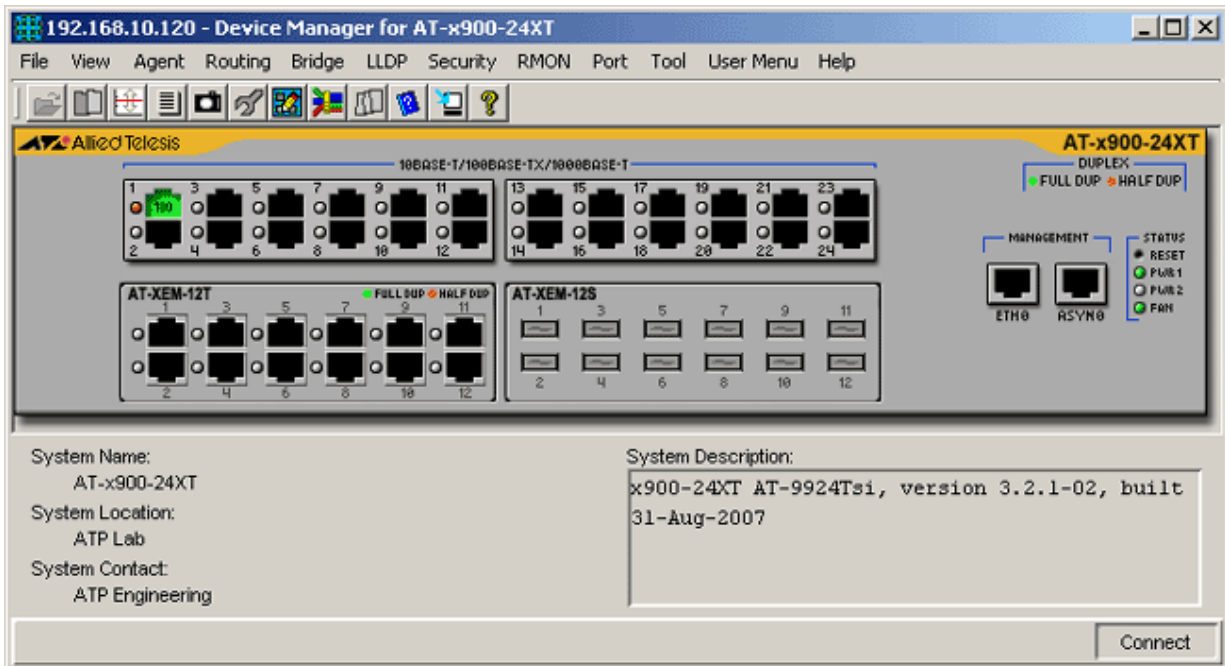 192.168.10.120 - Device Manager for AT-x900-24XT
File View Agent Routing Bridge LLDP Security RMON Port Tool User Menu Help
Allied Telesis
AT-x900-24XT
10BASE-T/100BASE-TX/1000BASE-T
DUPLEX
FULL DUP HALF DUP
1 3 5 7 9 11 13 15 17 19 21 23
100
2 4 6 8 10 12 14 16 18 20 22 24
MANAGEMENT
ETH0 ASYN0
STATUS
RESET
PWR1
PWR2
FAN
AT-XEM-12T FULL DUP HALF DUP
1 3 5 7 9 11
2 4 6 8 10 12
AT-XEM-12S
1 3 5 7 9 11
2 4 6 8 10 12
System Name:
AT-x900-24XT
System Location:
ATP Lab
System Contact:
ATP Engineering
System Description:
x900-24XT AT-9924Tsi, version 3.2.1-02, built
31-Aug-2007
Connect